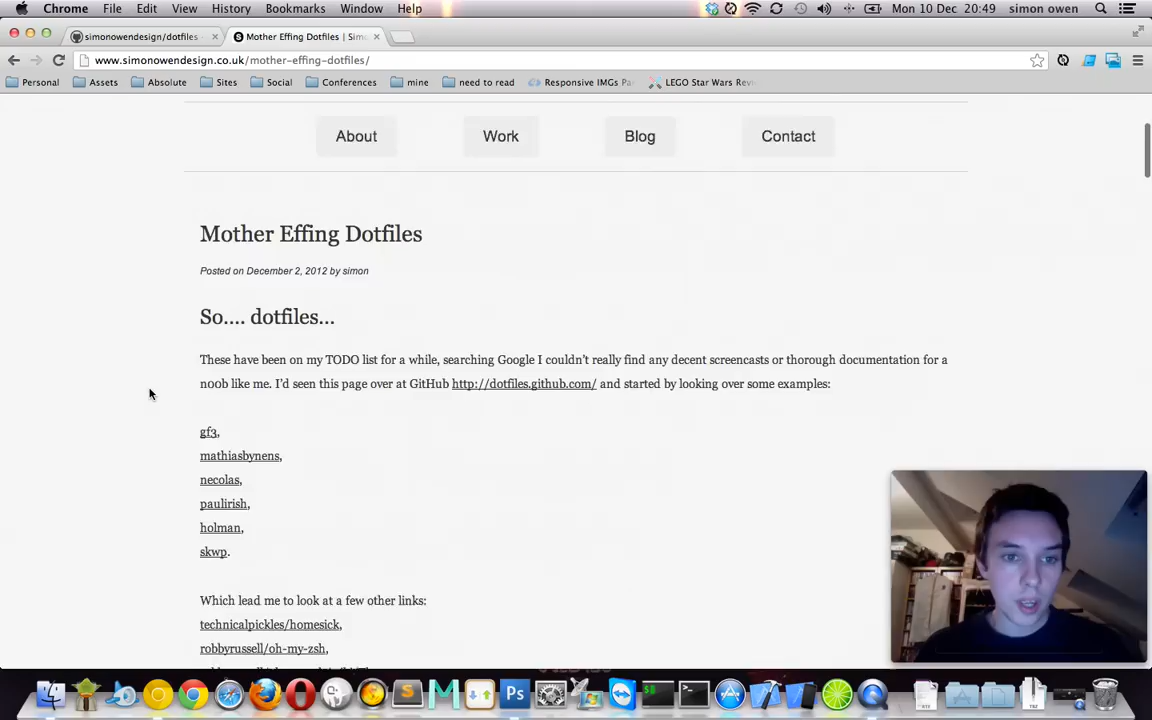 Chrome File Edit View History Bookmarks Window Help Mon 10 Dec 20:49 simon owen
simonowendesign/dotfiles Mother Effing Dotfiles | Sim
www.simonowendesign.co.uk/mother-effing-dotfiles/
Personal Assets Absolute Sites Social Conferences mine need to read Responsive IMGs Pa LEGO Star Wars Revi
About Work Blog Contact
Mother Effing Dotfiles
Posted on December 2, 2012 by simon
So.... dotfiles...
These have been on my TODO list for a while, searching Google I couldn't really find any decent screencasts or thorough documentation for a
n00b like me. I'd seen this page over at GitHub http://dotfiles.github.com/ and started by looking over some examples:
gf3,
mathiasbynens,
necolas,
paulirish,
holman,
skwp.
Which lead me to look at a few other links:
technicalpickles/homesick,
robbyrussell/oh-my-zsh,